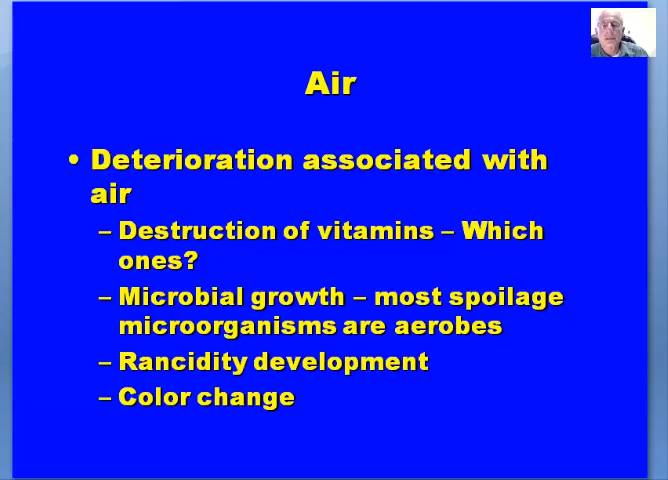 Air
• Deterioration associated with
air
– Destruction of vitamins – Which
ones?
– Microbial growth – most spoilage
microorganisms are aerobes
– Rancidity development
– Color change